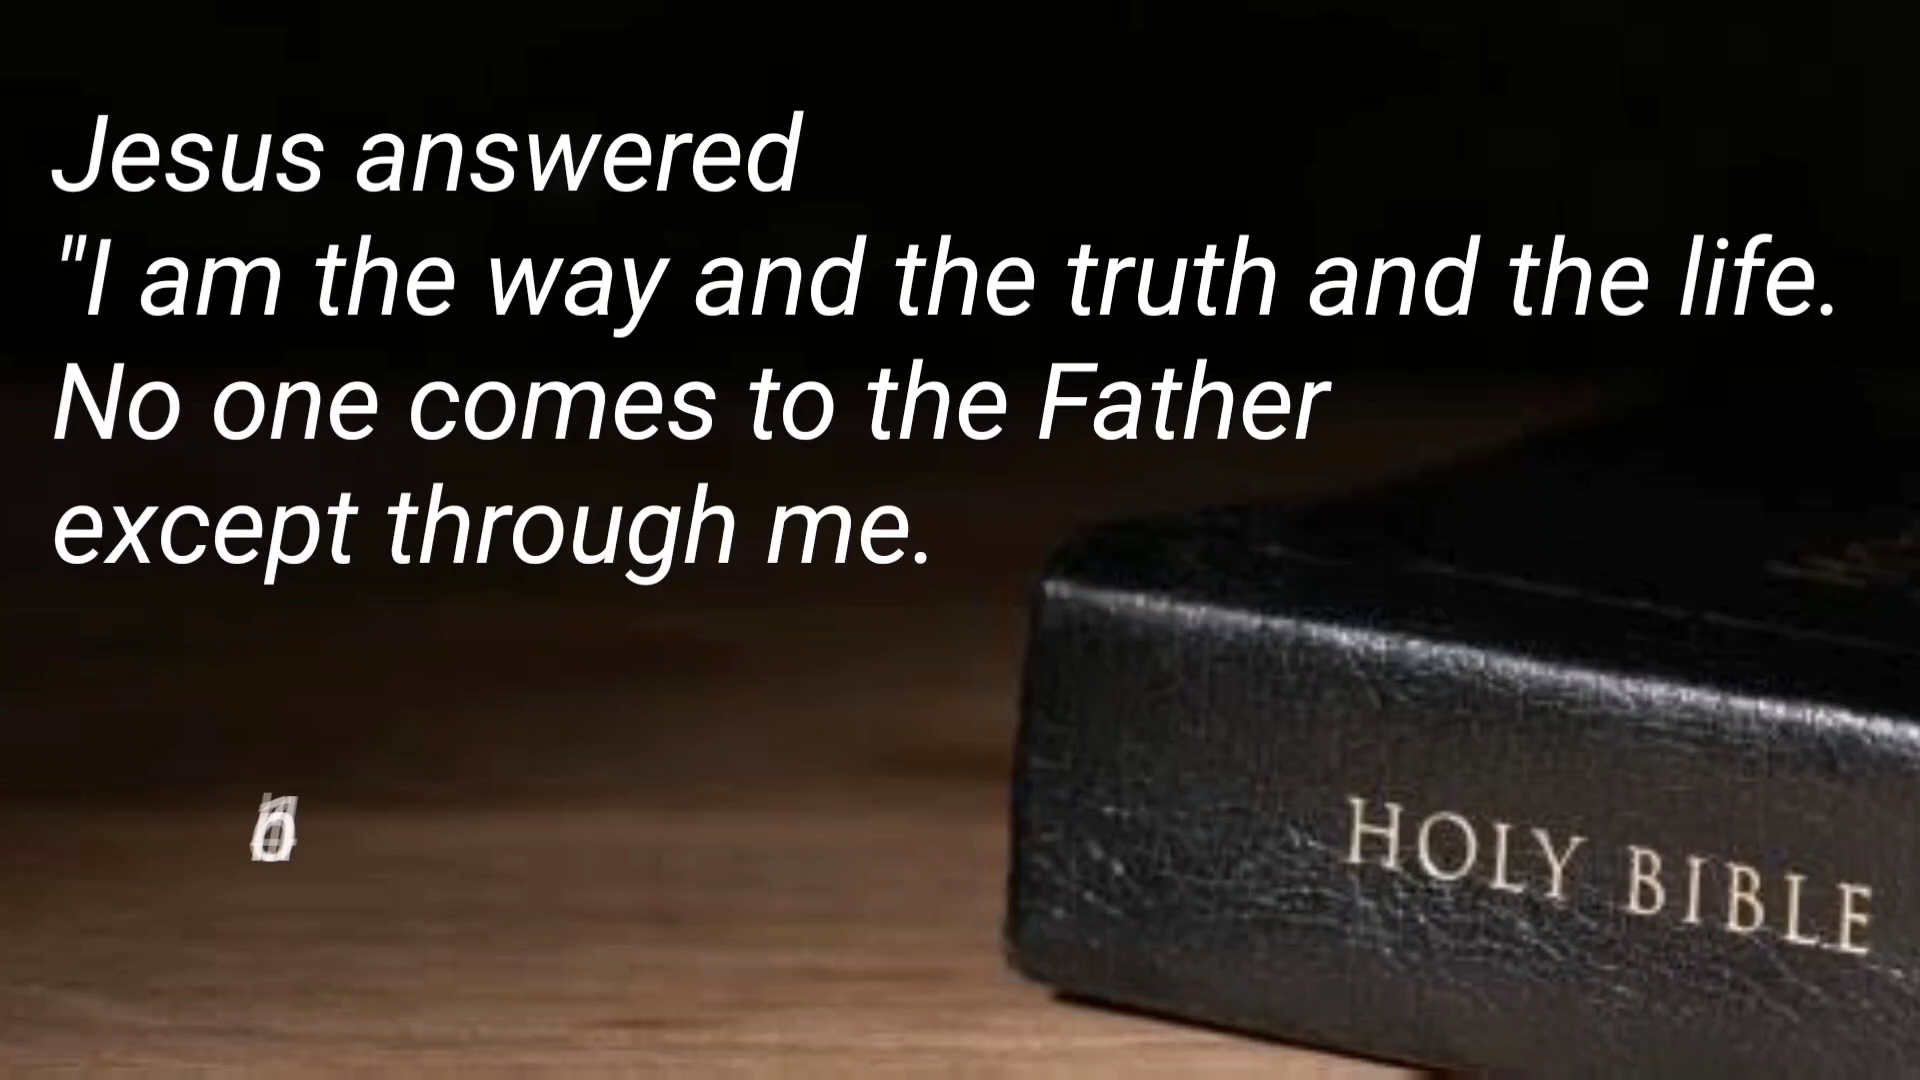 Jesus answered
"I am the way and the truth and the life.
No one comes to the Father
except through me.
HOLY BIBLE